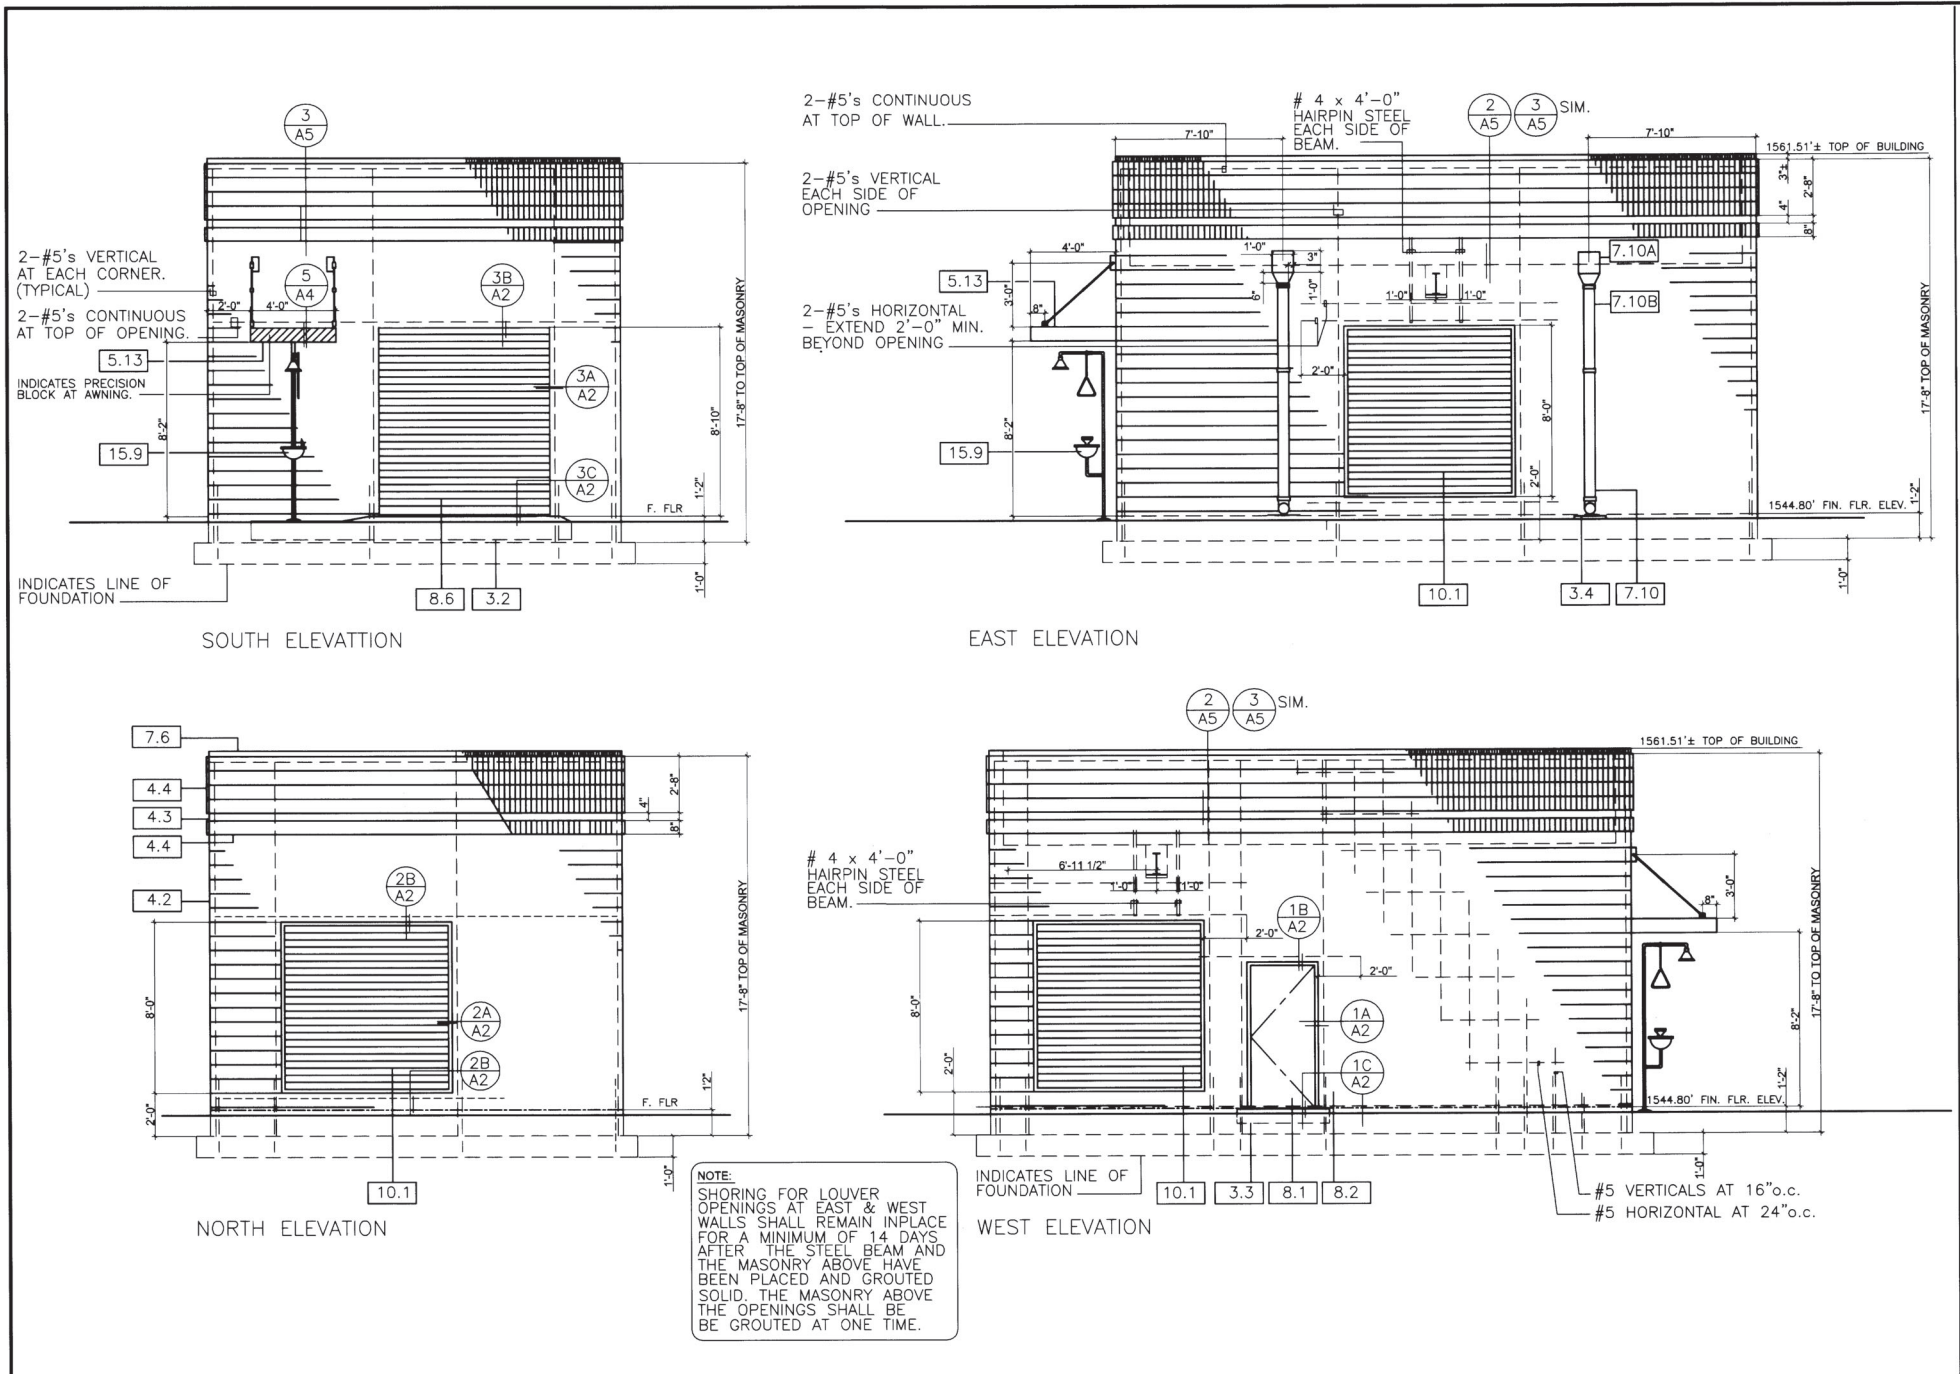 3
A5
2-#5's VERTICAL
AT EACH CORNER.
(TYPICAL)
2-#5's CONTINUOUS
AT TOP OF OPENING.
5.13
INDICATES PRECISION
BLOCK AT AWNING.
15.9
INDICATES LINE OF
FOUNDATION
5
A4
2'-0"
4'-0"
3B
A2
3A
A2
3C
A2
8'-2"
8'-10"
17'-8" TO TOP OF MASONRY
1'-2"
F. FLR
1'-0"
8.6
3.2
SOUTH ELEVATTION
2-#5's CONTINUOUS
AT TOP OF WALL.
2-#5's VERTICAL
EACH SIDE OF
OPENING
5.13
2-#5's HORIZONTAL
- EXTEND 2'-0" MIN.
BEYOND OPENING
15.9
# 4 x 4'-0"
HAIRPIN STEEL
EACH SIDE OF
BEAM.
2
A5
3
A5
SIM.
7'-10"
7'-10"
1561.51'± TOP OF BUILDING
3"±
2'-8"
4"
8"
4'-0"
3'-0"
8"
1'-0"
3"
6"
1'-0"
1'-0"
1'-0"
7.10A
7.10B
2'-0"
8'-0"
2'-0"
8'-2"
17'-8" TOP OF MASONRY
1544.80' FIN. FLR. ELEV.
1'-2"
1'-0"
10.1
3.4
7.10
EAST ELEVATION
7.6
4.4
4.3
4.4
4.2
2B
A2
2A
A2
2B
A2
2'-8"
4"
8"
8'-0"
2'-0"
17'-8" TOP OF MASONRY
1'2"
F. FLR
1'-0"
10.1
NORTH ELEVATION
NOTE:
SHORING FOR LOUVER
OPENINGS AT EAST & WEST
WALLS SHALL REMAIN INPLACE
FOR A MINIMUM OF 14 DAYS
AFTER THE STEEL BEAM AND
THE MASONRY ABOVE HAVE
BEEN PLACED AND GROUTED
SOLID. THE MASONRY ABOVE
THE OPENINGS SHALL BE
BE GROUTED AT ONE TIME.
2
A5
3
A5
SIM.
1561.51'± TOP OF BUILDING
# 4 x 4'-0"
HAIRPIN STEEL
EACH SIDE OF
BEAM.
6'-11 1/2"
1'-0"
1'-0"
1B
A2
2'-0"
2'-0"
1A
A2
1C
A2
8'-0"
2'-0"
3'-0"
8"
8'-2"
17'-8" TO TOP OF MASONRY
1'-2"
1544.80' FIN. FLR. ELEV.
1'-0"
INDICATES LINE OF
FOUNDATION
10.1
3.3
8.1
8.2
#5 VERTICALS AT 16"o.c.
#5 HORIZONTAL AT 24"o.c.
WEST ELEVATION